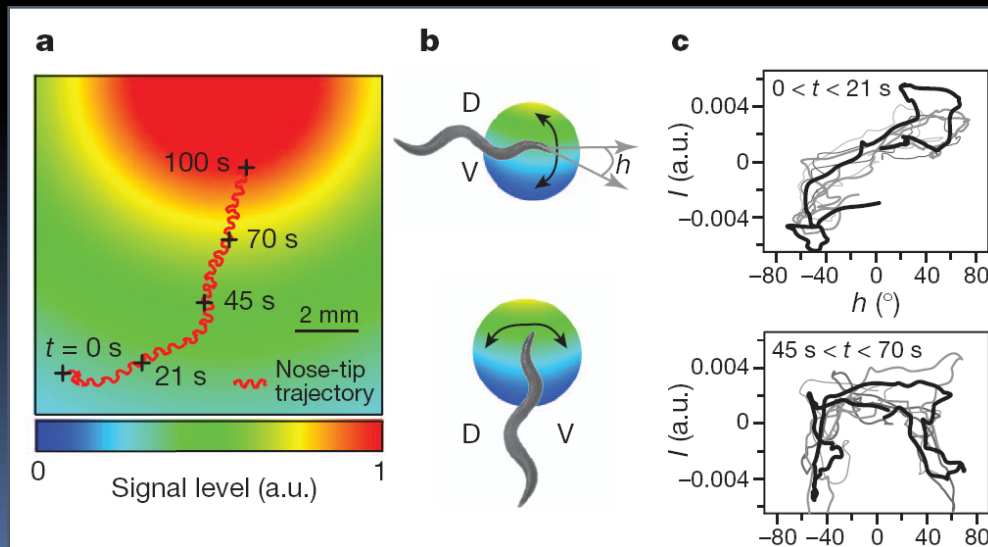 a
100 s
70 s
45 s
2 mm
t = 0 s
21 s
Nose-tip
trajectory
0
1
Signal level (a.u.)
b
D
V
h
D
V
c
0 < t < 21 s
I (a.u.)
0.004
0
−0.004
−80 −40 0 40 80
h (°)
45 s < t < 70 s
I (a.u.)
0.004
0
−0.004
−80 −40 0 40 80